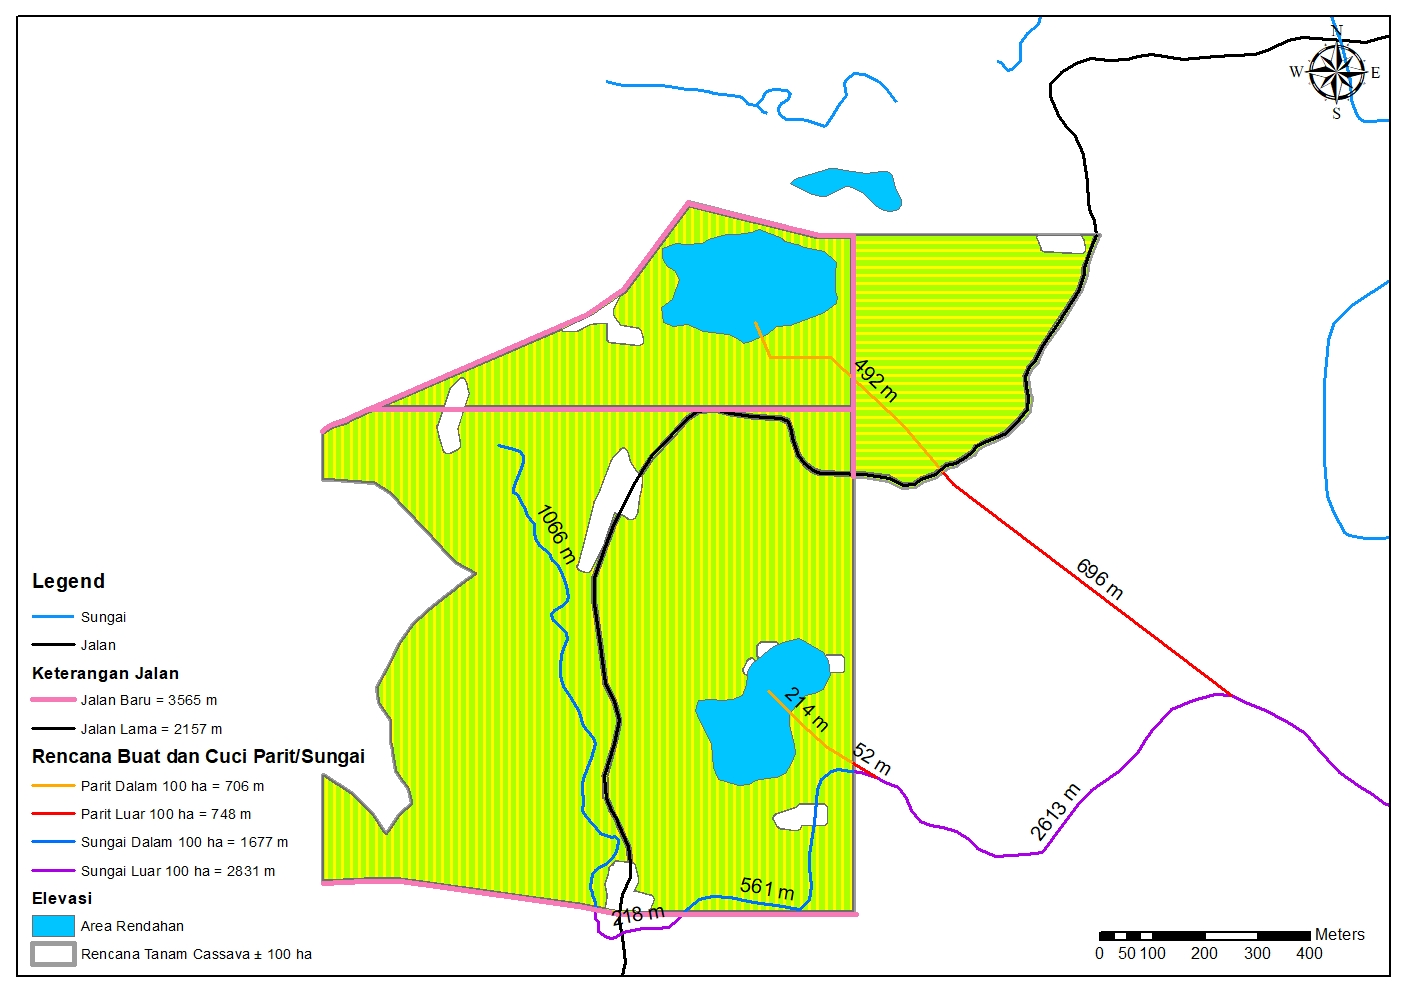 N
W E
S
492 m
1066 m
696 m
214 m
52 m
2613 m
561 m
218 m
Legend
Sungai
Jalan
Keterangan Jalan
Jalan Baru = 3565 m
Jalan Lama = 2157 m
Rencana Buat dan Cuci Parit/Sungai
Parit Dalam 100 ha = 706 m
Parit Luar 100 ha = 748 m
Sungai Dalam 100 ha = 1677 m
Sungai Luar 100 ha = 2831 m
Elevasi
Area Rendahan
Rencana Tanam Cassava ± 100 ha
Meters
0 50 100 200 300 400